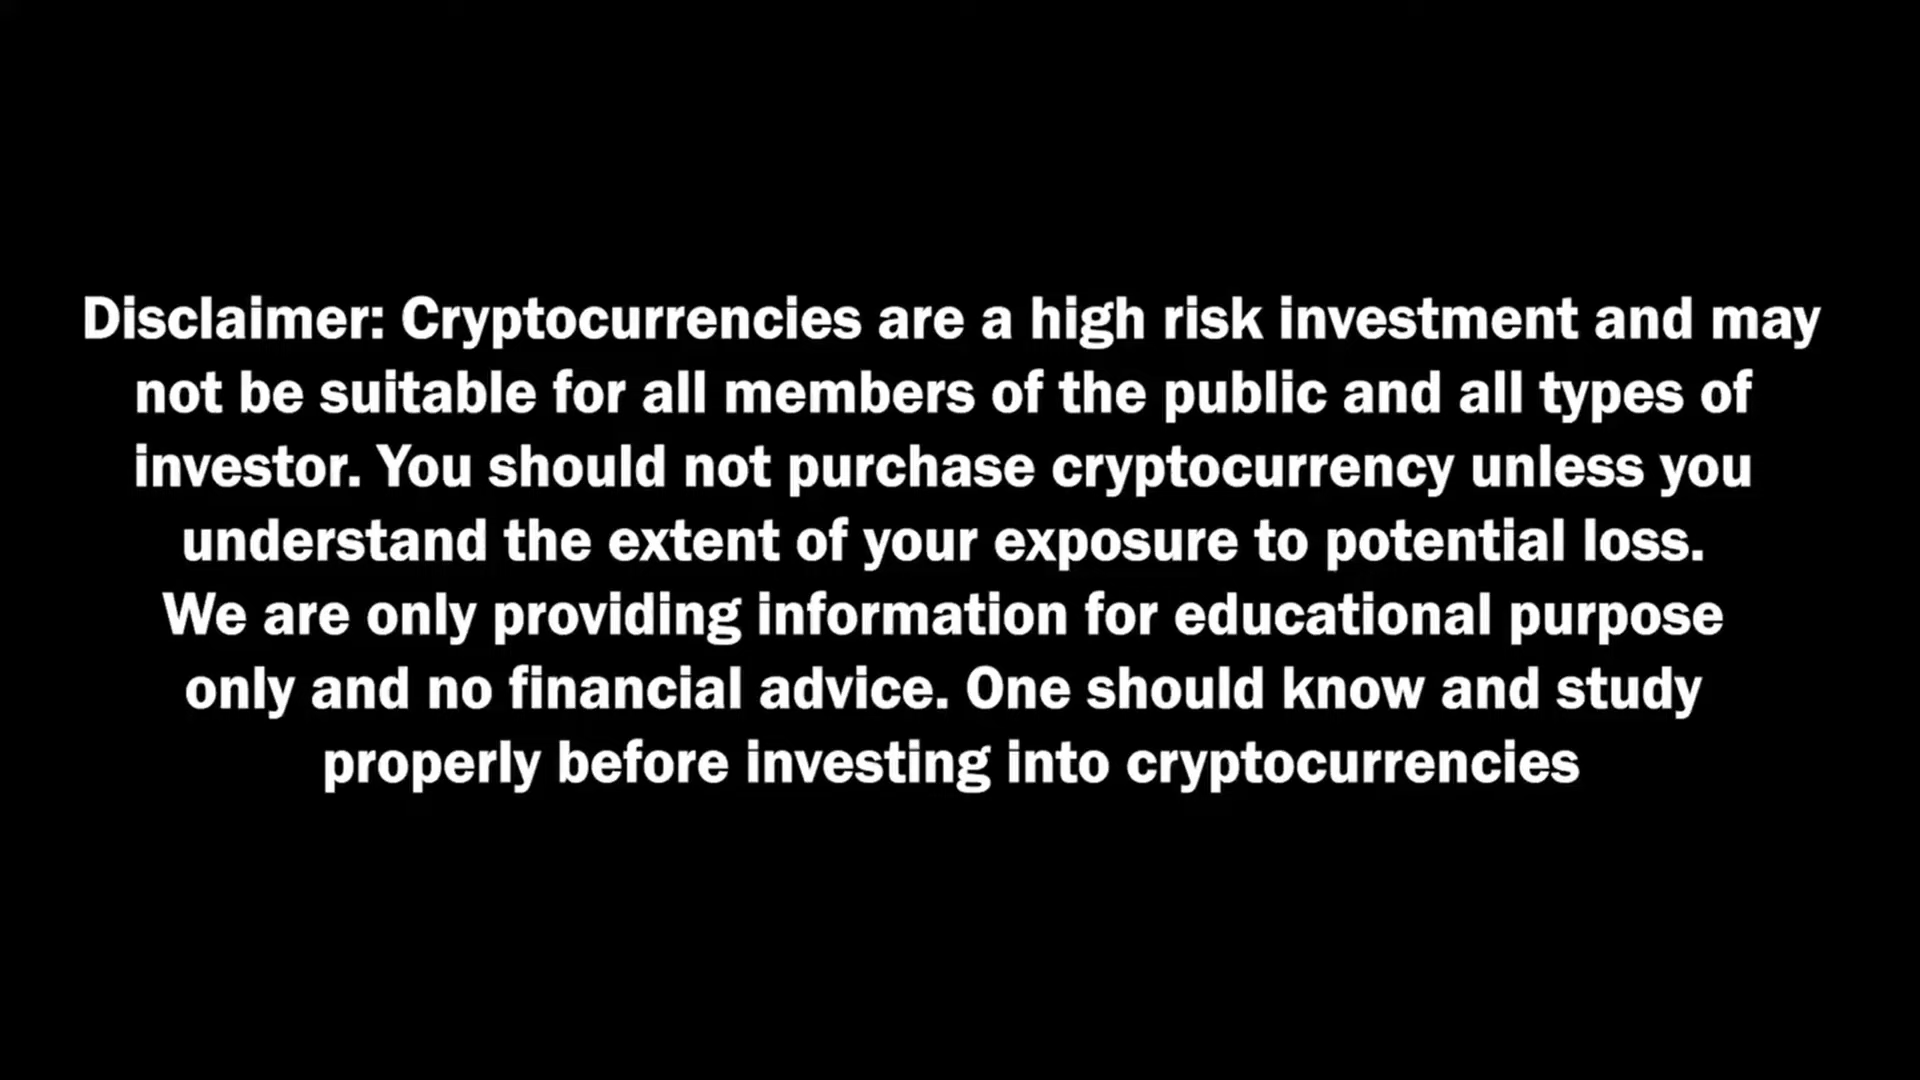 Disclaimer: Cryptocurrencies are a high risk investment and may
not be suitable for all members of the public and all types of
investor. You should not purchase cryptocurrency unless you
understand the extent of your exposure to potential loss.
We are only providing information for educational purpose
only and no financial advice. One should know and study
properly before investing into cryptocurrencies